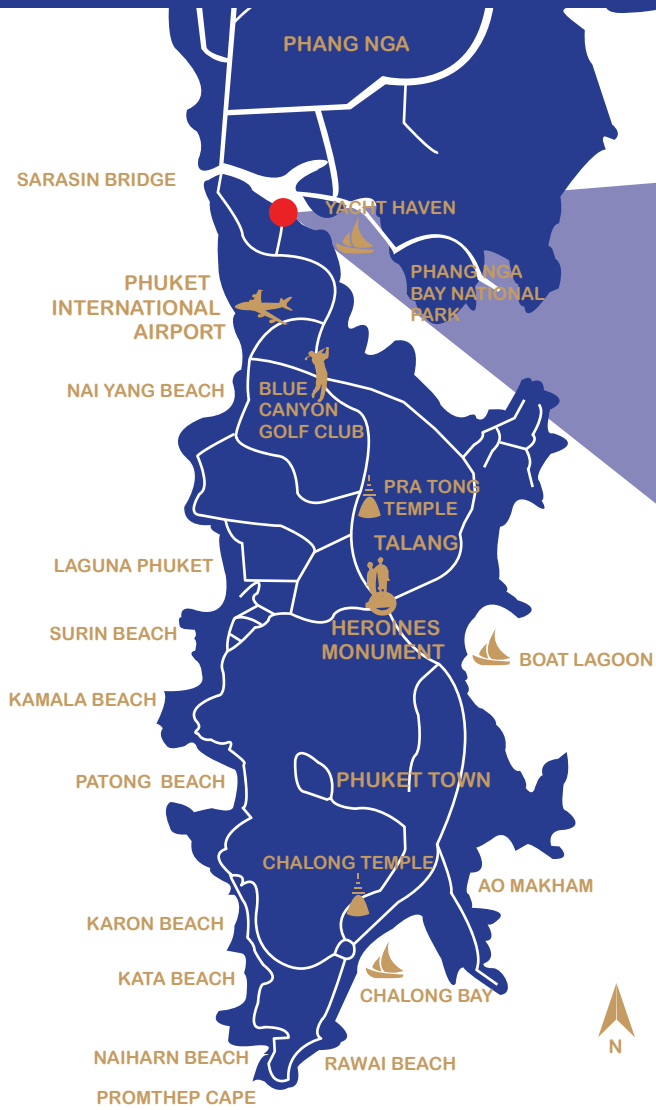 PHANG NGA
SARASIN BRIDGE
YACHT HAVEN
PHUKET
INTERNATIONAL
AIRPORT
PHANG NGA
BAY NATIONAL
PARK
NAI YANG BEACH
BLUE
CANYON
GOLF CLUB
PRA TONG
TEMPLE
TALANG
LAGUNA PHUKET
HEROINES
MONUMENT
SURIN BEACH
BOAT LAGOON
KAMALA BEACH
PATONG BEACH
PHUKET TOWN
CHALONG TEMPLE
AO MAKHAM
KARON BEACH
KATA BEACH
CHALONG BAY
N
NAIHARN BEACH
RAWAI BEACH
PROMTHEP CAPE